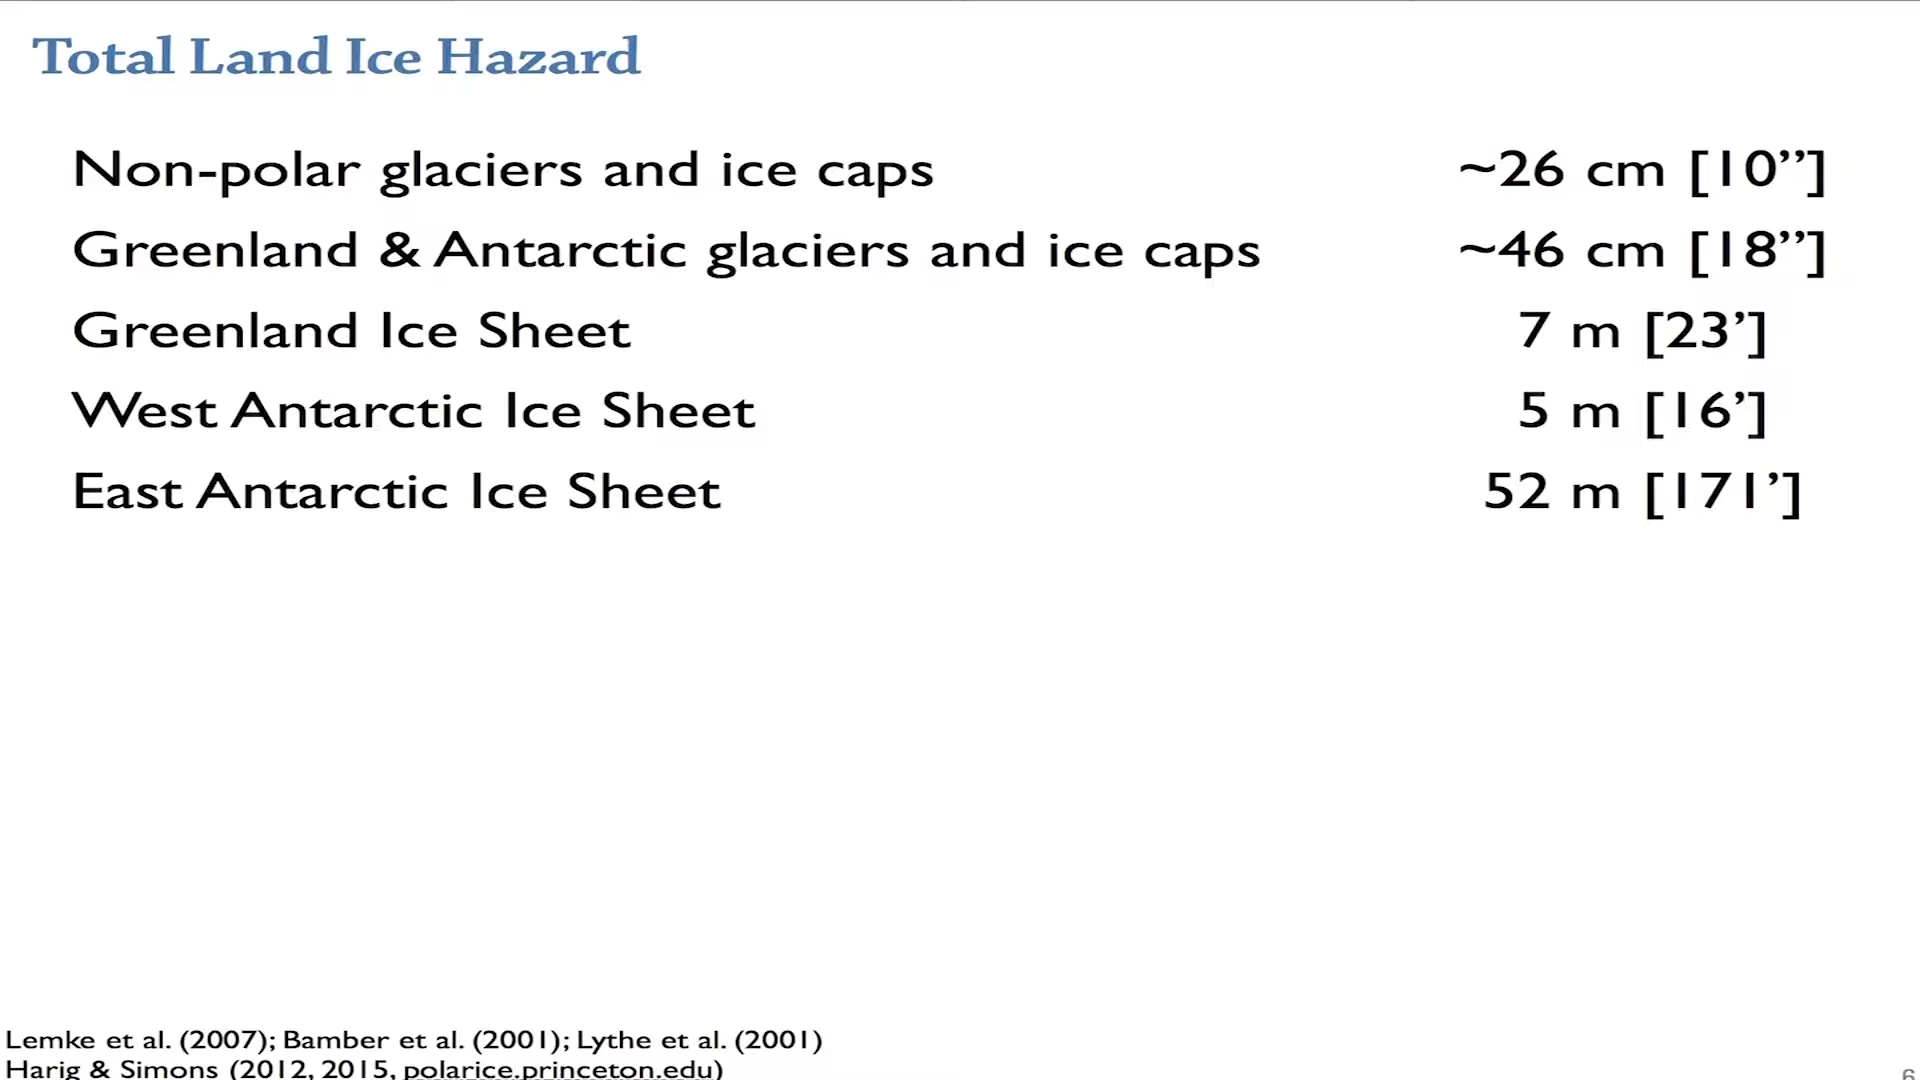 Total Land Ice Hazard
Non-polar glaciers and ice caps ~26 cm [10”]
Greenland & Antarctic glaciers and ice caps ~46 cm [18”]
Greenland Ice Sheet 7 m [23’]
West Antarctic Ice Sheet 5 m [16’]
East Antarctic Ice Sheet 52 m [171’]
Lemke et al. (2007); Bamber et al. (2001); Lythe et al. (2001)
Harig & Simons (2012, 2015, polarice.princeton.edu)
6